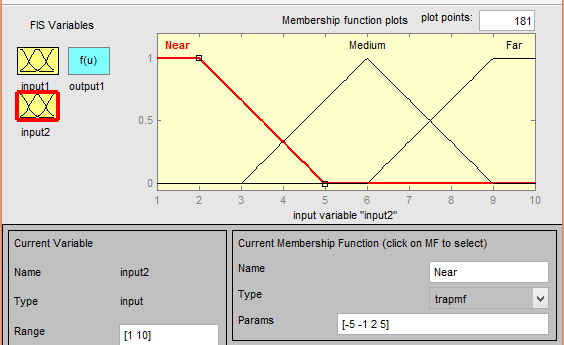 FIS Variables
Membership function plots plot points: 181
f(u)
input1 output1
input2
Near Medium Far
1
0.5
0
1 2 3 4 5 6 7 8 9 10
input variable "input2"
Current Variable
Name input2
Type input
Range [1 10]
Current Membership Function (click on MF to select)
Name Near
Type trapmf
Params [-5 -1 2 5]